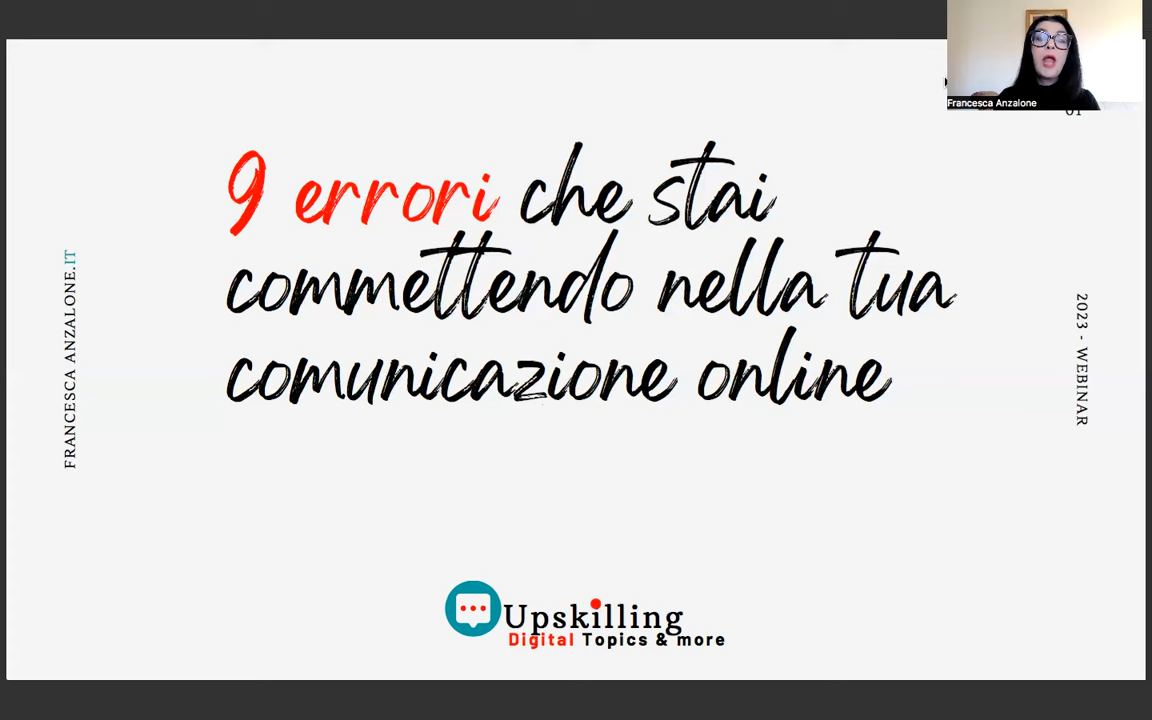 Francesca Anzalone
01
9 errori che stai
commettendo nella tua
comunicazione online
FRANCESCA ANZALONE.IT
2023 - WEBINAR
Upskilling
Digital Topics & more